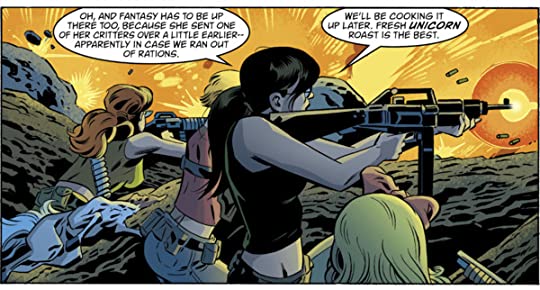 OH, AND FANTASY HAS TO BE UP
THERE TOO, BECAUSE SHE SENT ONE
OF HER CRITTERS OVER A LITTLE EARLIER--
APPARENTLY IN CASE WE RAN OUT
OF RATIONS.
WE'LL BE COOKING IT
UP LATER. FRESH UNICORN
ROAST IS THE BEST.